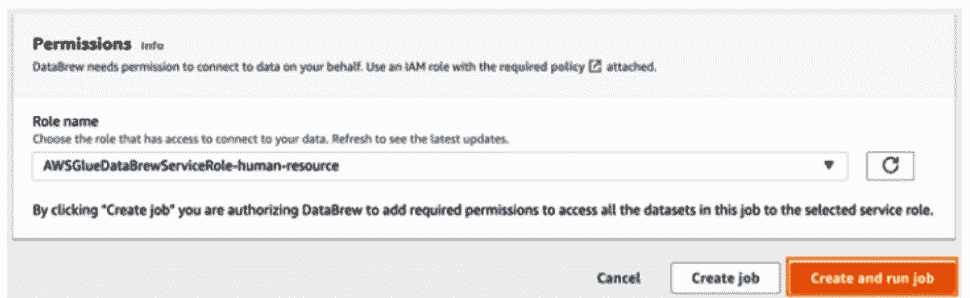 Permissions Info
DataBrew needs permission to connect to data on your behalf. Use an IAM role with the required policy attached.
Role name
Choose the role that has access to connect to your data. Refresh to see the latest updates.
AWSGlueDataBrewServiceRole-human-resource
By clicking "Create job" you are authorizing DataBrew to add required permissions to access all the datasets in this job to the selected service role.
Cancel Create job Create and run job